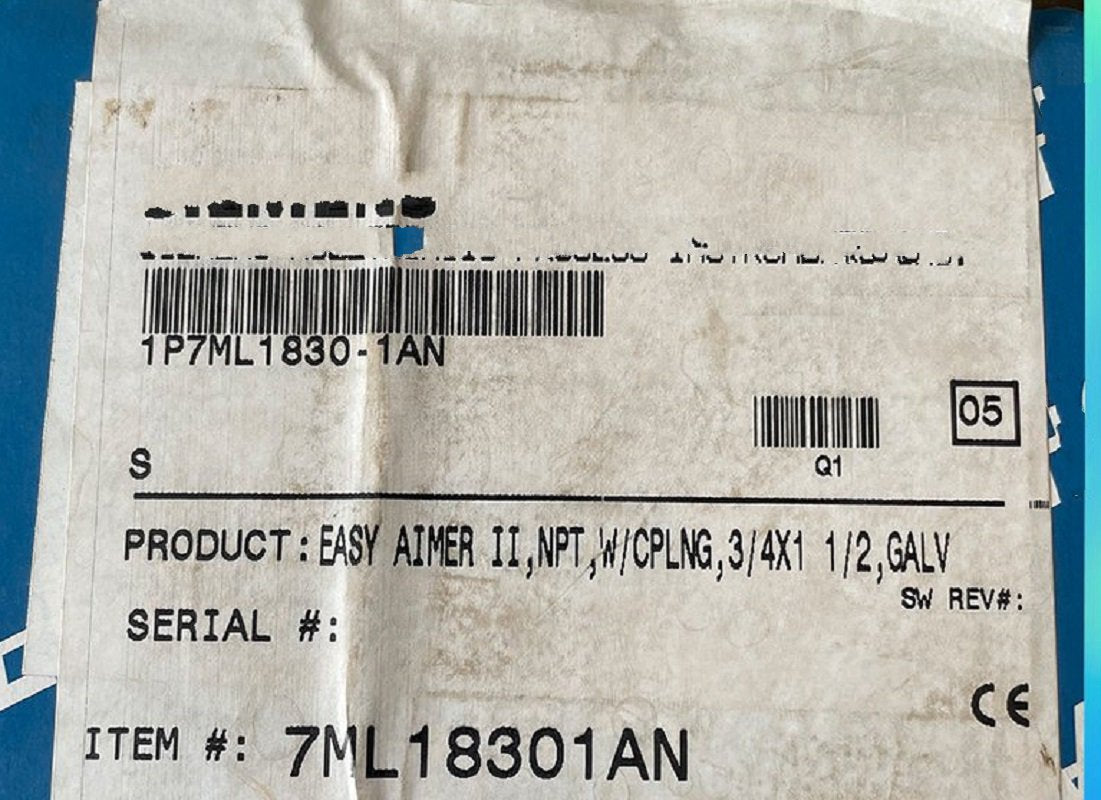 1P7ML1830-1AN
05
Q1
S
PRODUCT:EASY AIMER II,NPT,W/CPLNG,3/4X1 1/2,GALV
SW REV#:
SERIAL #:
CE
ITEM #: 7ML18301AN